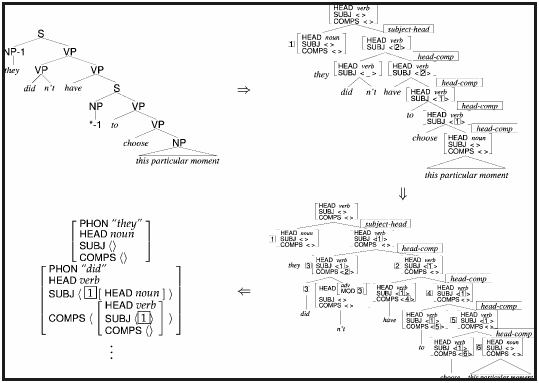 S
NP-1 VP
they VP VP
did n't have S
NP VP
*-1 to VP
choose NP
this particular moment
⇒
HEAD verb
SUBJ < >
COMPS < >
subject-head
1 HEAD noun
SUBJ < >
COMPS < >
HEAD verb
SUBJ <2>
head-comp
they HEAD verb
SUBJ < _ >
HEAD verb
SUBJ <2>
head-comp
did n't have HEAD verb
SUBJ <1>
head-comp
to HEAD verb
SUBJ <1>
head-comp
choose HEAD noun
SUBJ < >
COMPS < >
this particular moment
⇓
HEAD verb
SUBJ < >
COMPS < >
subject-head
1 HEAD noun
SUBJ < >
COMPS < >
HEAD verb
SUBJ <1>
COMPS < >
head-comp
they 3 HEAD verb
SUBJ <1>
COMPS <2>
2 HEAD verb
SUBJ <1>
COMPS < >
head-comp
did
3 HEAD adv
MOD 3
SUBJ < >
COMPS < >
n't
HEAD verb
SUBJ <1>
COMPS <4>
have
4 HEAD verb
SUBJ <1>
COMPS < >
head-comp
HEAD verb
SUBJ <1>
COMPS <5>
to
5 HEAD verb
SUBJ <1>
COMPS < >
head-comp
HEAD verb
SUBJ <1>
COMPS <6>
choose
6 HEAD noun
SUBJ < >
COMPS < >
this particular moment
⇐
PHON "they"
HEAD noun
SUBJ ⟨⟩
COMPS ⟨⟩
PHON "did"
HEAD verb
SUBJ ⟨ 1 [ HEAD noun ] ⟩
COMPS ⟨ [ HEAD verb
SUBJ ⟨ 1 ⟩
COMPS ⟨⟩ ] ⟩
⋮